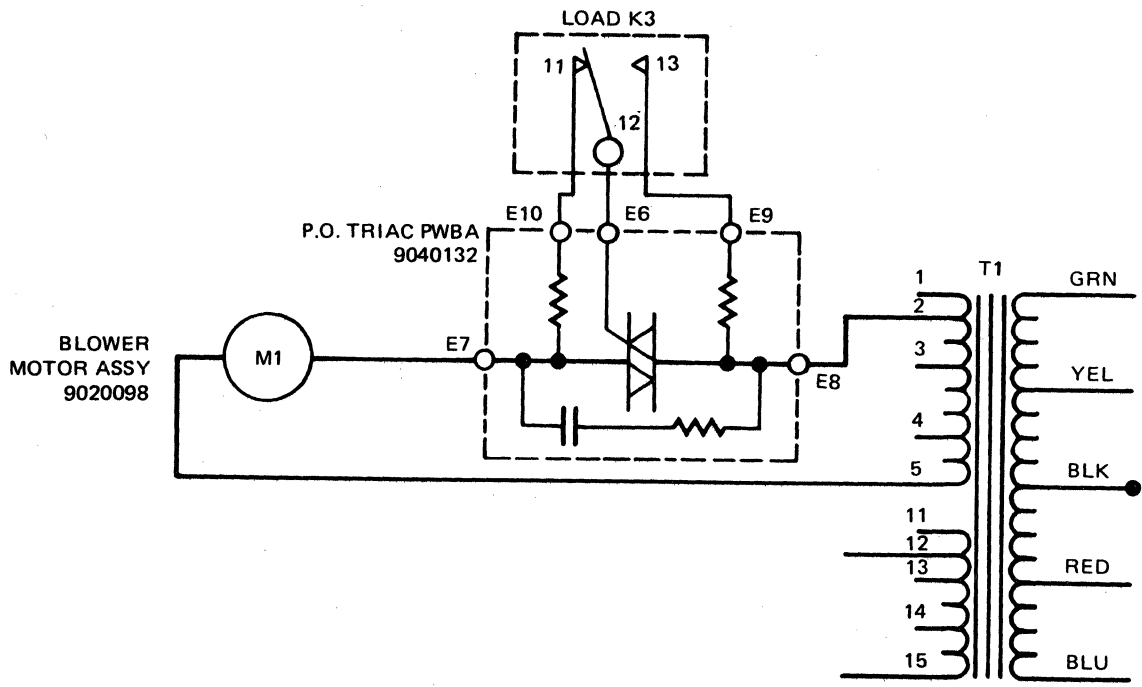 LOAD K3
11
13
12
E10
E6
E9
P.O. TRIAC PWBA
9040132
BLOWER
MOTOR ASSY
9020098
M1
E7
E8
T1
1
2
3
4
5
11
12
13
14
15
GRN
YEL
BLK
RED
BLU